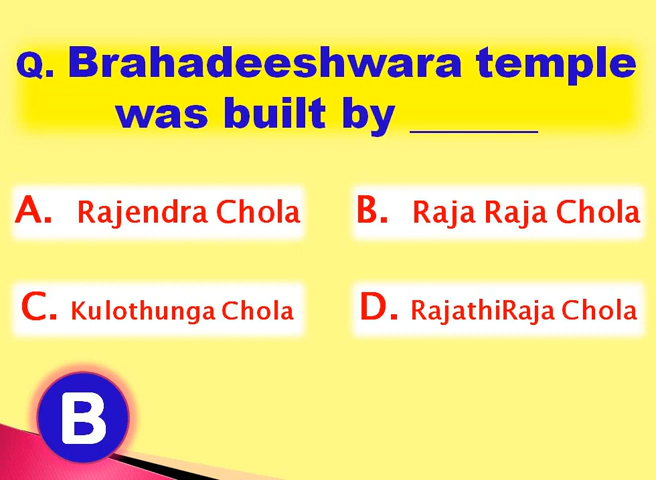 Q. Brahadeeshwara temple
was built by ______
A. Rajendra Chola
B. Raja Raja Chola
C. Kulothunga Chola
D. RajathiRaja Chola
B